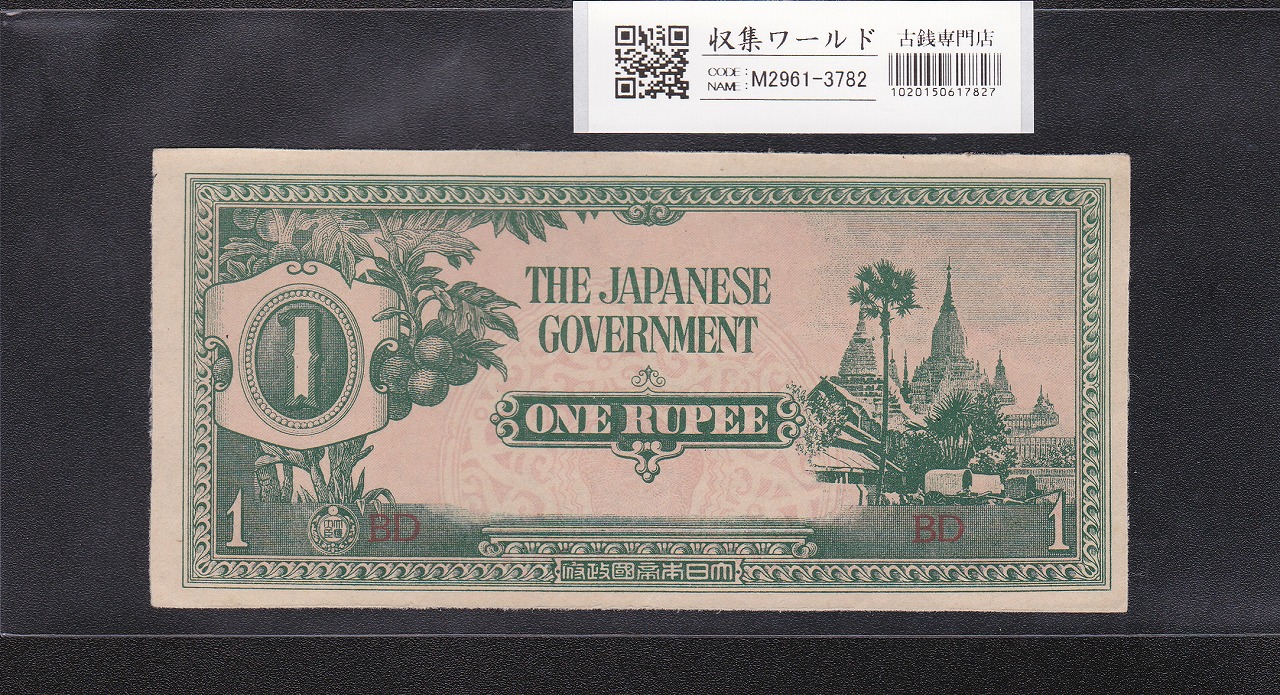 収集ワールド
古銭専門店
CODE:
NAME:
M2961-3782
1020150617827
THE JAPANESE
GOVERNMENT
1
ONE RUPEE
1
BD
BD
1
府政國帝本日大